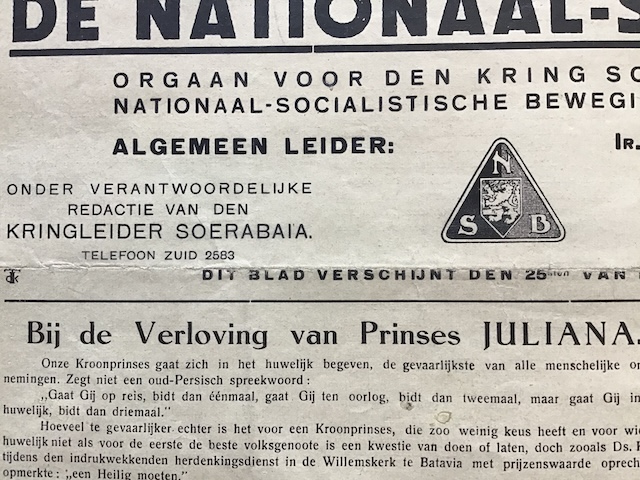 DE NATIONAAL-S
ORGAAN VOOR DEN KRING SO
NATIONAAL-SOCIALISTISCHE BEWEGI
ALGEMEEN LEIDER: IR.
N
S B
ONDER VERANTWOORDELIJKE
REDACTIE VAN DEN
KRINGLEIDER SOERABAIA.
TELEFOON ZUID 2583
DIT BLAD VERSCHIJNT DEN 25sten VAN
Bij de Verloving van Prinses JULIANA.
Onze Kroonprinses gaat zich in het huwelijk begeven, de gevaarlijkste van alle menschelijke on
nemingen. Zegt niet een oud-Persisch spreekwoord :
„Gaat Gij op reis, bidt dan éénmaal, gaat Gij ten oorlog, bidt dan tweemaal, maar gaat Gij in
huwelijk, bidt dan driemaal."
Hoeveel te gevaarlijker echter is het voor een Kroonprinses, die zoo weinig keus heeft en voor wie
huwelijk niet als voor de eerste de beste volksgenoote is een kwestie van doen of laten, doch zooals Ds. R
tijdens den indrukwekkenden herdenkingsdienst in de Willemskerk te Batavia met prijzenswaarde oprech
opmerkte : „een Heilig moeten."